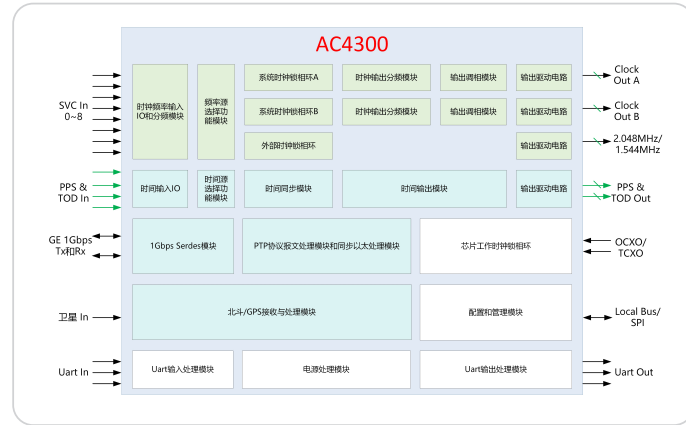 AC4300
SVC In
0~8
时钟频率输入
IO和分频模块
频率源
选择功
能模块
系统时钟锁相环A
时钟输出分频模块
输出调相模块
输出驱动电路
Clock
Out A
系统时钟锁相环B
时钟输出分频模块
输出调相模块
输出驱动电路
Clock
Out B
外部时钟锁相环
输出驱动电路
2.048MHz/
1.544MHz
PPS &
TOD In
时间输入IO
时间源
选择功
能模块
时间同步模块
时间输出模块
输出驱动电路
PPS &
TOD Out
GE 1Gbps
Tx和Rx
1Gbps Serdes模块
PTP协议报文处理模块和同步以太处理模块
芯片工作时钟锁相环
OCXO/
TCXO
卫星 In
北斗/GPS接收与处理模块
配置和管理模块
Local Bus/
SPI
Uart In
Uart输入处理模块
电源处理模块
Uart输出处理模块
Uart Out